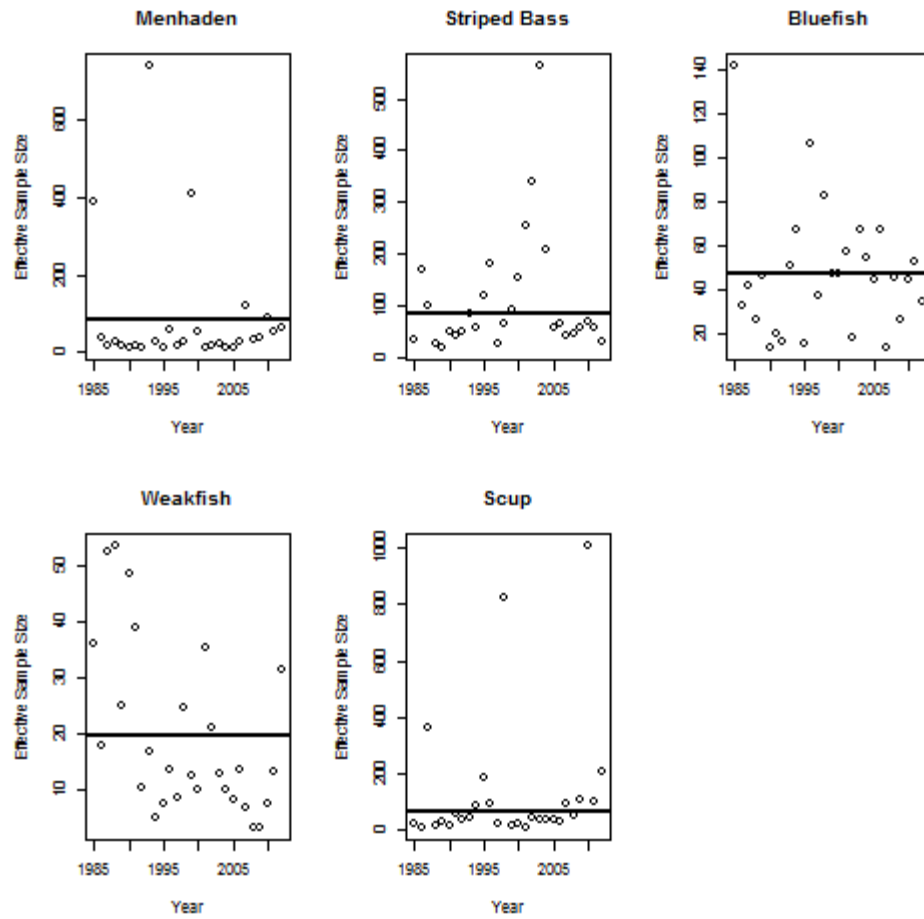 Menhaden
Effective Sample Size
0 200 400 600
1985 1995 2005
Year
Striped Bass
Effective Sample Size
0 100 200 300 400 500
1985 1995 2005
Year
Bluefish
Effective Sample Size
20 40 60 80 100 120 140
1985 1995 2005
Year
Weakfish
Effective Sample Size
10 20 30 40 50
1985 1995 2005
Year
Scup
Effective Sample Size
0 200 400 600 800 1000
1985 1995 2005
Year